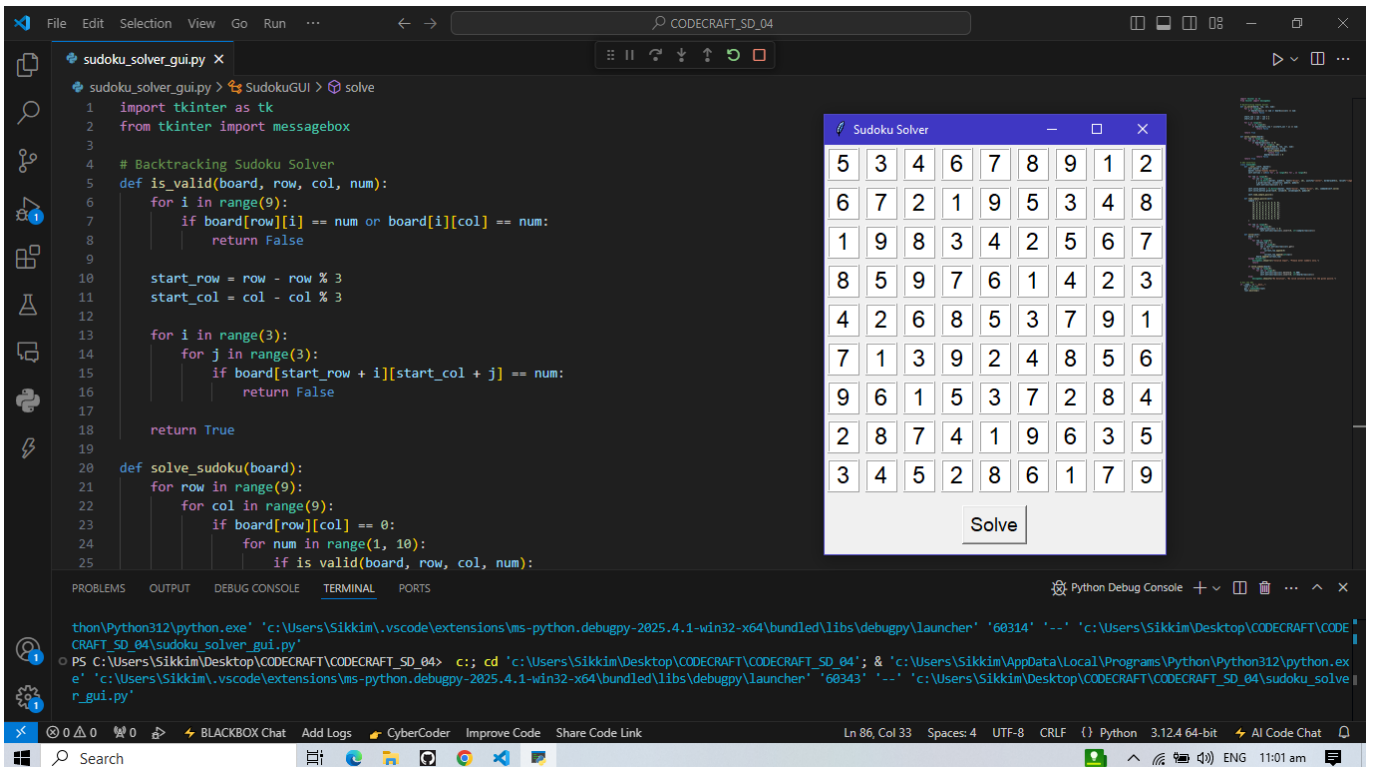 File Edit Selection View Go Run ··· CODECRAFT_SD_04
sudoku_solver_gui.py
sudoku_solver_gui.py > SudokuGUI > solve
1 import tkinter as tk
2 from tkinter import messagebox
3
4 # Backtracking Sudoku Solver
5 def is_valid(board, row, col, num):
6 for i in range(9):
7 if board[row][i] == num or board[i][col] == num:
8 return False
9
10 start_row = row - row % 3
11 start_col = col - col % 3
12
13 for i in range(3):
14 for j in range(3):
15 if board[start_row + i][start_col + j] == num:
16 return False
17
18 return True
19
20 def solve_sudoku(board):
21 for row in range(9):
22 for col in range(9):
23 if board[row][col] == 0:
24 for num in range(1, 10):
25 if is_valid(board, row, col, num):
Sudoku Solver
5 3 4 6 7 8 9 1 2
6 7 2 1 9 5 3 4 8
1 9 8 3 4 2 5 6 7
8 5 9 7 6 1 4 2 3
4 2 6 8 5 3 7 9 1
7 1 3 9 2 4 8 5 6
9 6 1 5 3 7 2 8 4
2 8 7 4 1 9 6 3 5
3 4 5 2 8 6 1 7 9
Solve
PROBLEMS OUTPUT DEBUG CONSOLE TERMINAL PORTS Python Debug Console
thon\Python312\python.exe' 'c:\Users\Sikkim\.vscode\extensions\ms-python.debugpy-2025.4.1-win32-x64\bundled\libs\debugpy\launcher' '60314' '--' 'c:\Users\Sikkim\Desktop\CODECRAFT\CODE
CRAFT_SD_04\sudoku_solver_gui.py'
PS C:\Users\Sikkim\Desktop\CODECRAFT\CODECRAFT_SD_04> c:; cd 'c:\Users\Sikkim\Desktop\CODECRAFT\CODECRAFT_SD_04'; & 'c:\Users\Sikkim\AppData\Local\Programs\Python\Python312\python.ex
e' 'c:\Users\Sikkim\.vscode\extensions\ms-python.debugpy-2025.4.1-win32-x64\bundled\libs\debugpy\launcher' '60343' '--' 'c:\Users\Sikkim\Desktop\CODECRAFT\CODECRAFT_SD_04\sudoku_solve
r_gui.py'
1
1
1
0 0 0 BLACKBOX Chat Add Logs CyberCoder Improve Code Share Code Link Ln 86, Col 33 Spaces: 4 UTF-8 CRLF {} Python 3.12.4 64-bit AI Code Chat
Search ENG 11:01 am